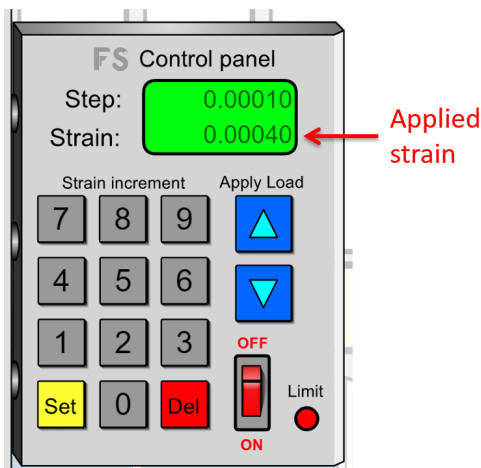 FS Control panel
Step: 0.00010
Strain: 0.00040
Applied
strain
Strain increment Apply Load
7 8 9
4 5 6
1 2 3
OFF
Set 0 Del
Limit
ON